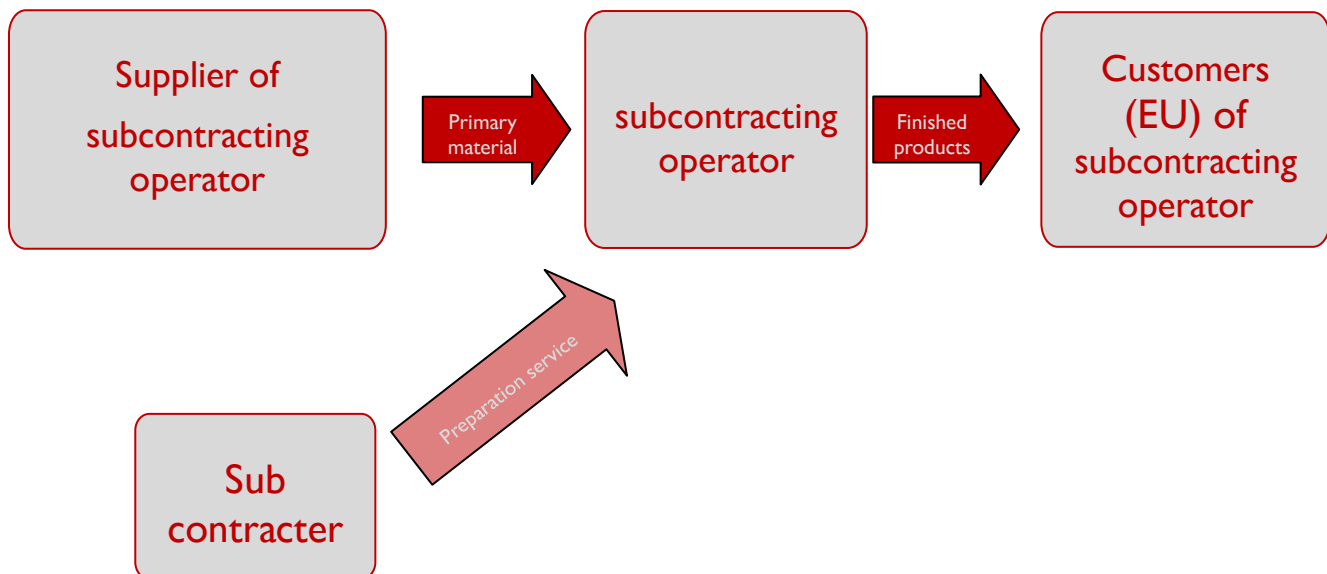 Supplier of
subcontracting
operator
Primary
material
subcontracting
operator
Finished
products
Customers
(EU) of
subcontracting
operator
Preparation service
Sub
contracter